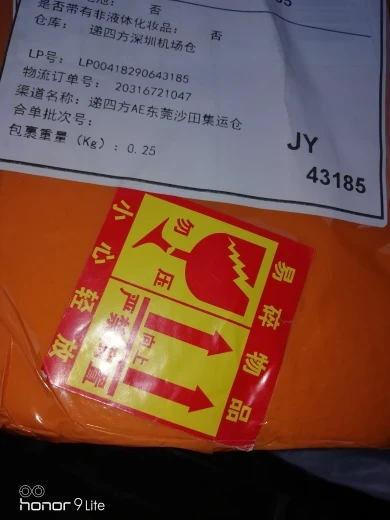 否
是否带有非液体化妆品： 否
仓库： 递四方深圳机场仓
LP号： LP00418290643185
物流订单号： 20316721047
渠道名称：递四方AE东莞沙田集运仓
合单批次号：
包裹重量（Kg）：0.25
JY
43185
易碎物品
小心轻放
勿压
向上
honor 9 Lite